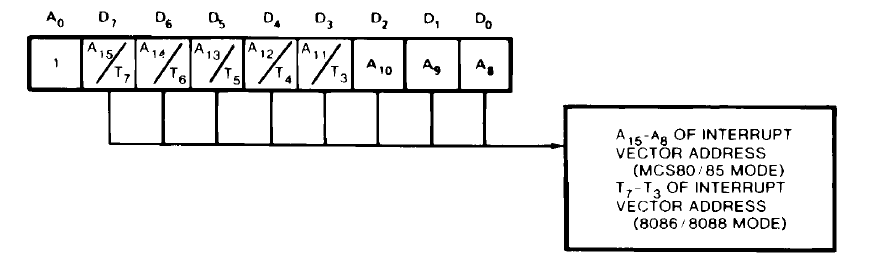 A0 D7 D6 D5 D4 D3 D2 D1 D0
1 A15/T7 A14/T6 A13/T5 A12/T4 A11/T3 A10 A9 A8
A15-A8 OF INTERRUPT
VECTOR ADDRESS
(MCS80/85 MODE)
T7-T3 OF INTERRUPT
VECTOR ADDRESS
(8086/8088 MODE)